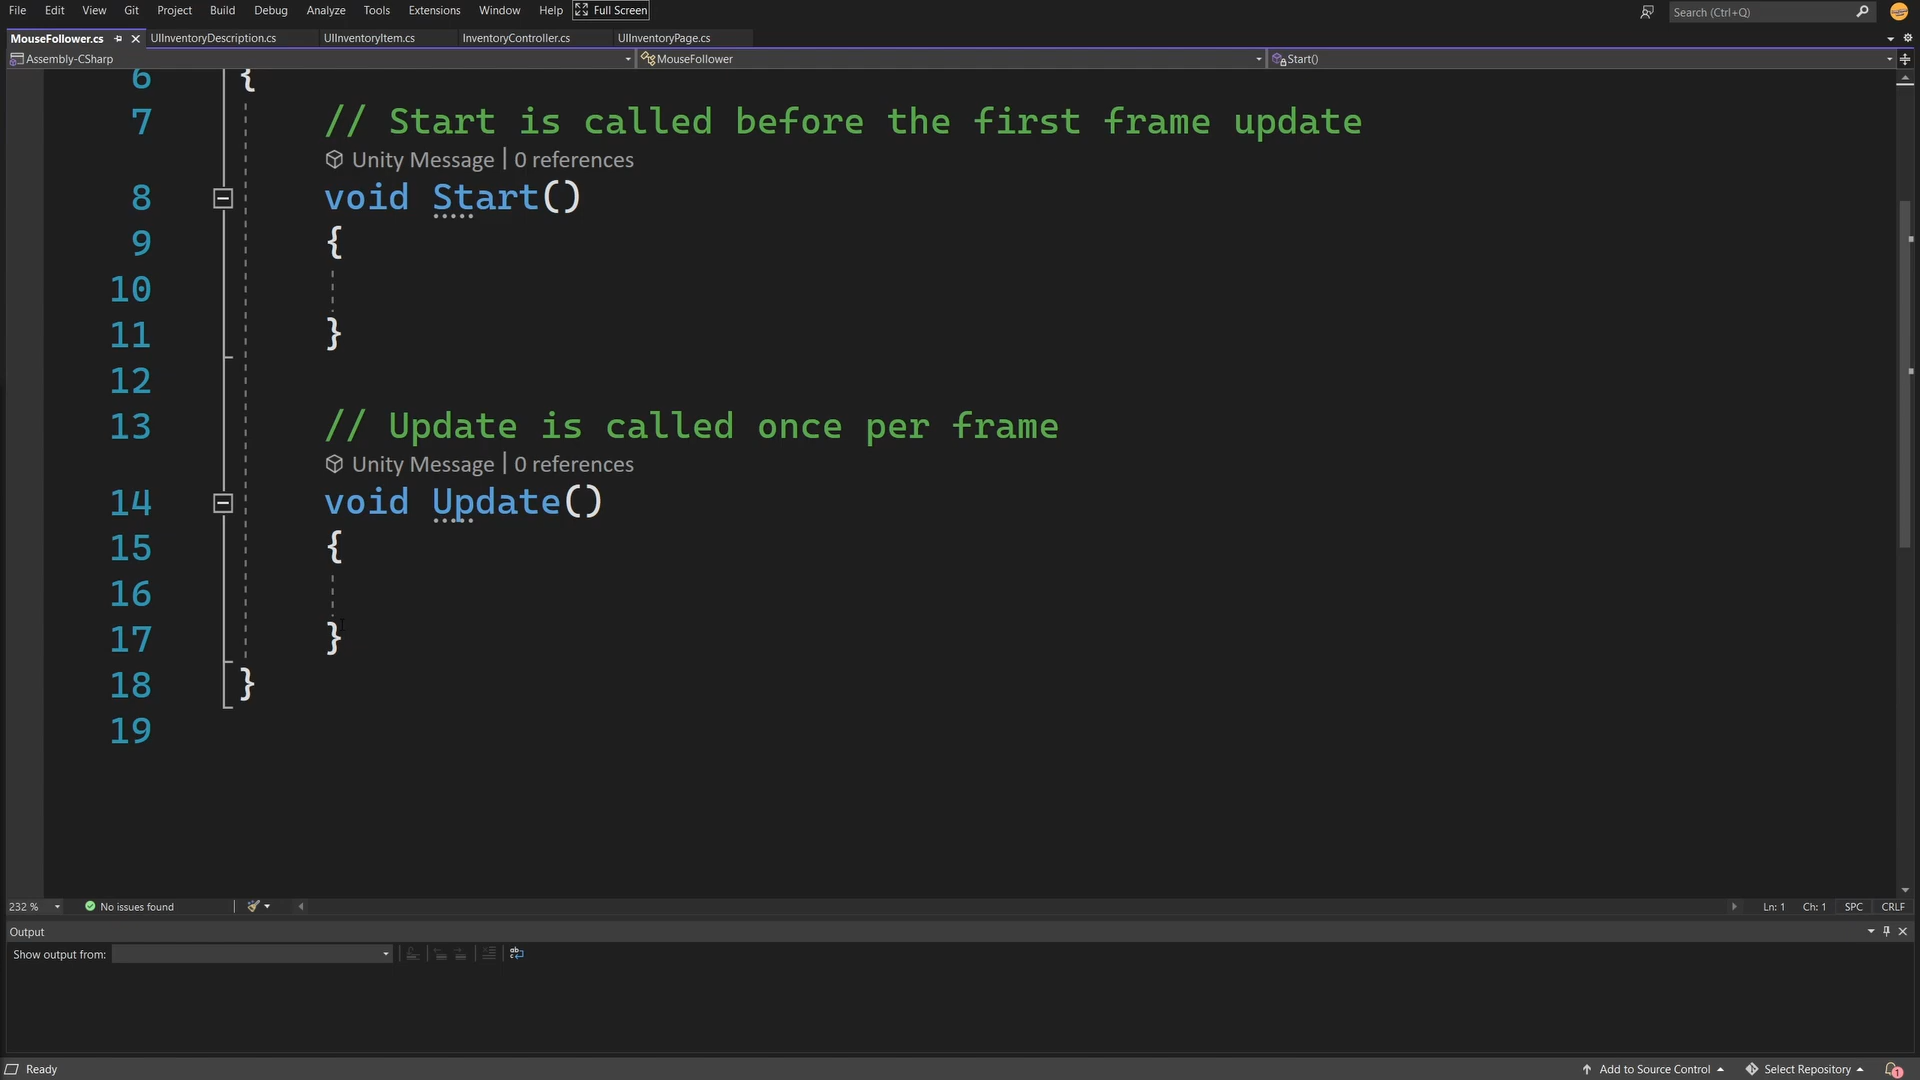 File Edit View Git Project Build Debug Analyze Tools Extensions Window Help Full Screen Search (Ctrl+Q)
MouseFollower.cs UIInventoryDescription.cs UIInventoryItem.cs InventoryController.cs UIInventoryPage.cs
Assembly-CSharp MouseFollower Start()
6 {
7 // Start is called before the first frame update
Unity Message | 0 references
8 void Start()
9 {
10
11 }
12
13 // Update is called once per frame
Unity Message | 0 references
14 void Update()
15 {
16
17 }
18 }
19
232 % No issues found Ln: 1 Ch: 1 SPC CRLF
Output
Show output from:
Ready Add to Source Control Select Repository 1